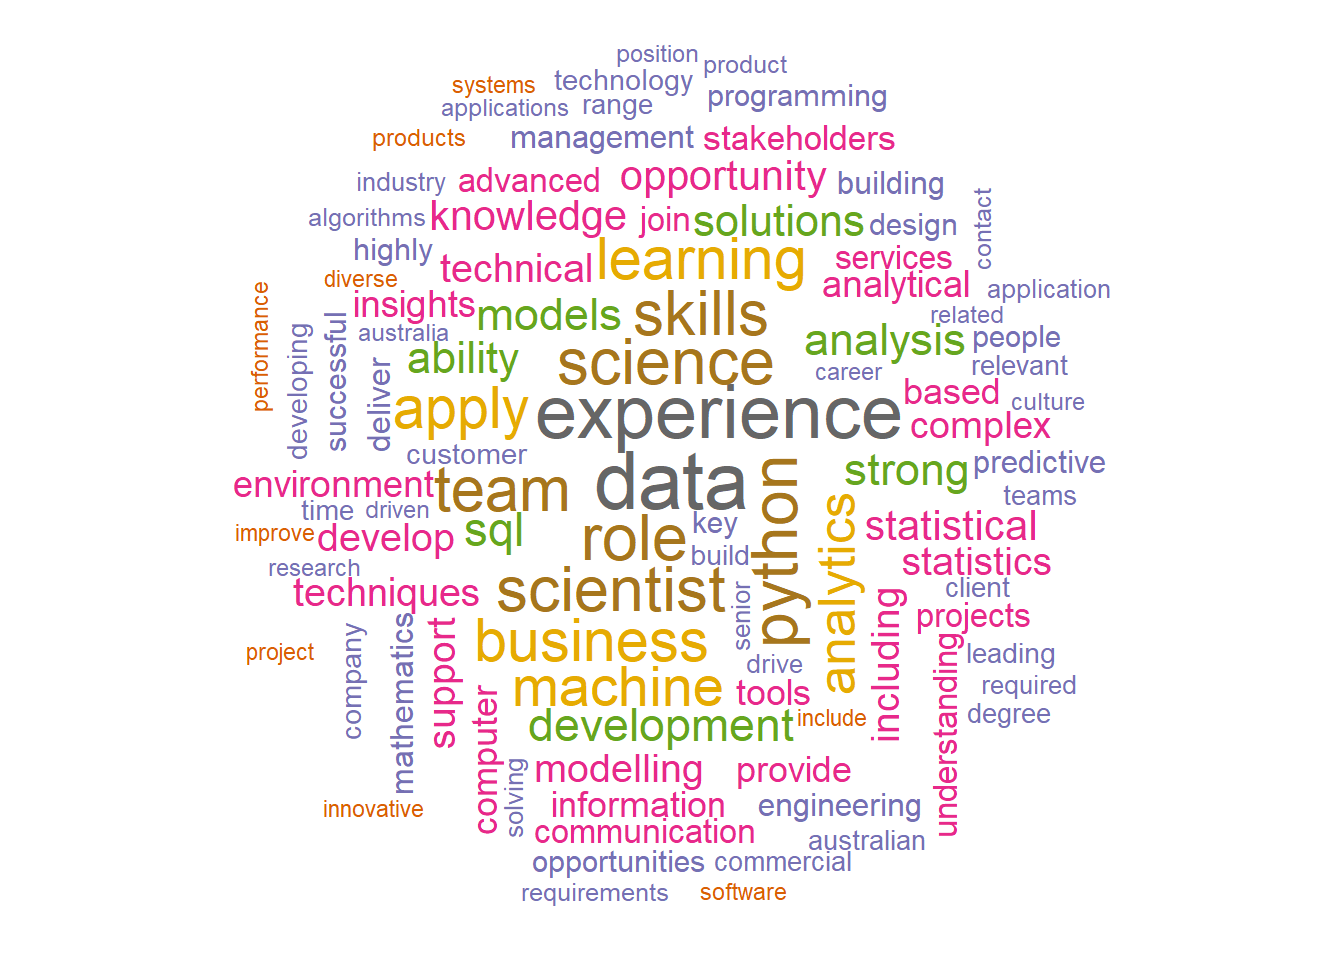 position
product
systems
technology
applications
range
programming
products
management
stakeholders
industry
advanced
opportunity
building
algorithms
knowledge
join
solutions
design
contact
highly
technical
learning
services
diverse
analytical
application
performance
insights
models
skills
related
developing
successful
australia
analysis
people
deliver
ability
science
career
relevant
apply
experience
based
culture
complex
customer
environment
team
data
python
strong
predictive
time
driven
sql
key
analytics
teams
improve
develop
role
build
statistical
research
statistics
techniques
scientist
senior
including
client
projects
project
company
mathematics
support
business
drive
understanding
leading
computer
machine
tools
required
development
include
degree
modelling
provide
innovative
solving
information
engineering
communication
australian
opportunities
commercial
requirements
software